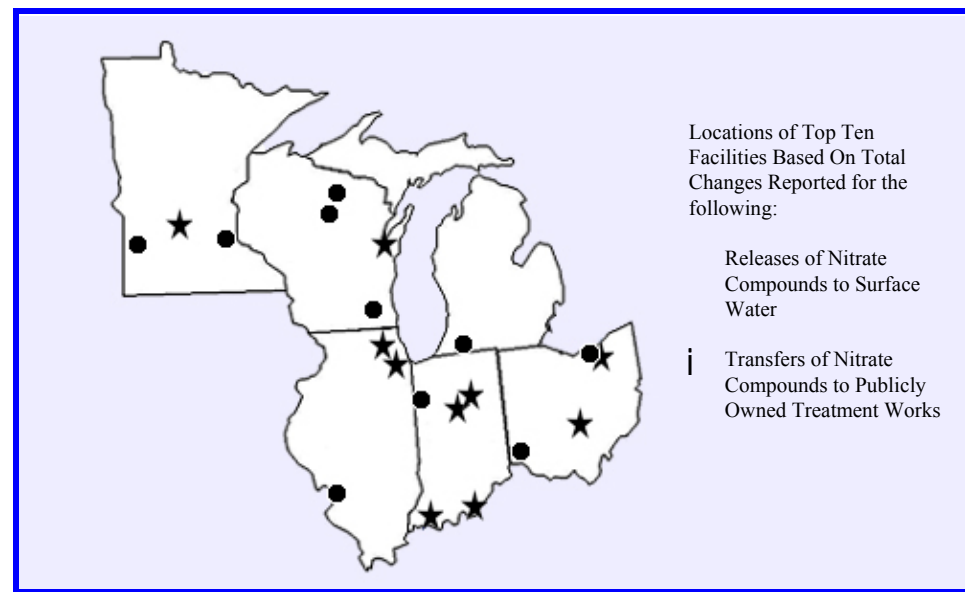 Locations of Top Ten
Facilities Based On Total
Changes Reported for the
following:
Releases of Nitrate
Compounds to Surface
Water
i Transfers of Nitrate
Compounds to Publicly
Owned Treatment Works